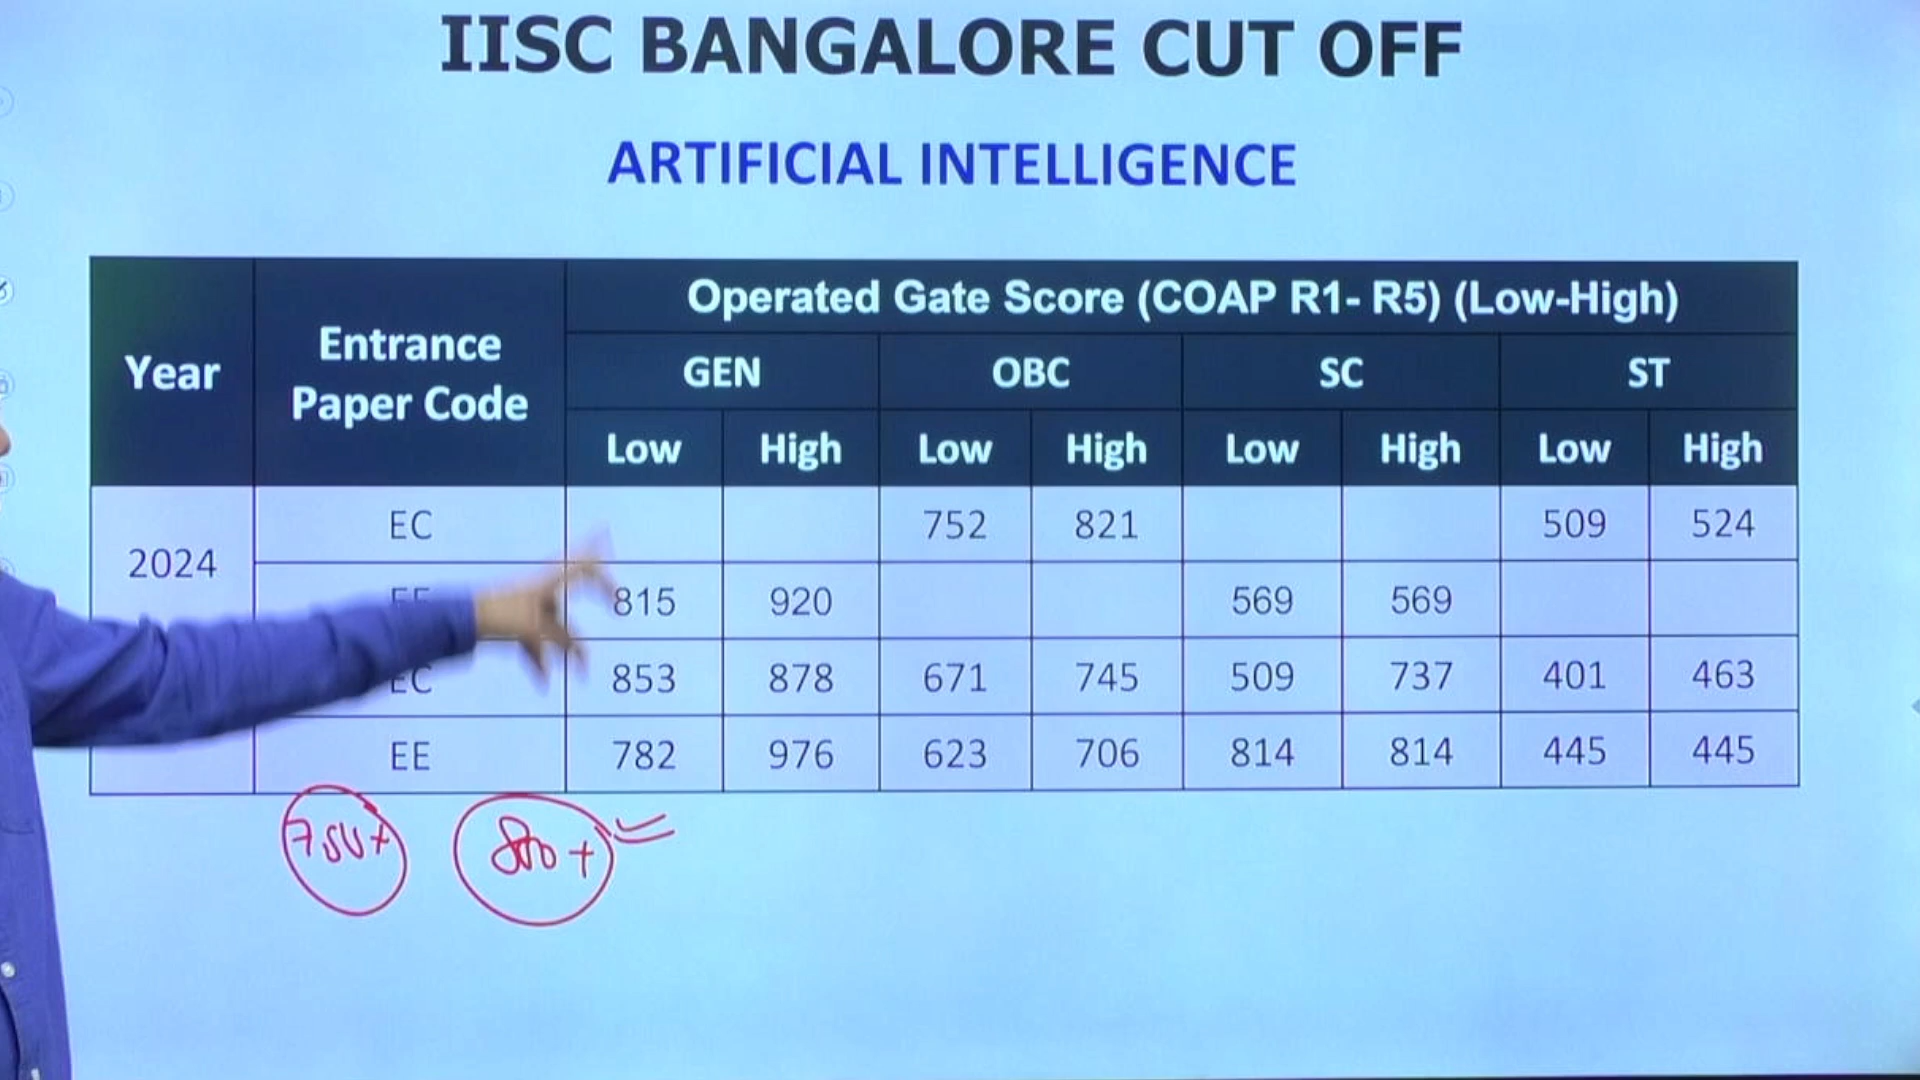 IISC BANGALORE CUT OFF
ARTIFICIAL INTELLIGENCE
Year Entrance Paper Code Operated Gate Score (COAP R1- R5) (Low-High)
GEN OBC SC ST
Low High Low High Low High Low High
2024 EC 752 821 509 524
EE 815 920 569 569
EC 853 878 671 745 509 737 401 463
EE 782 976 623 706 814 814 445 445
750+ 800+